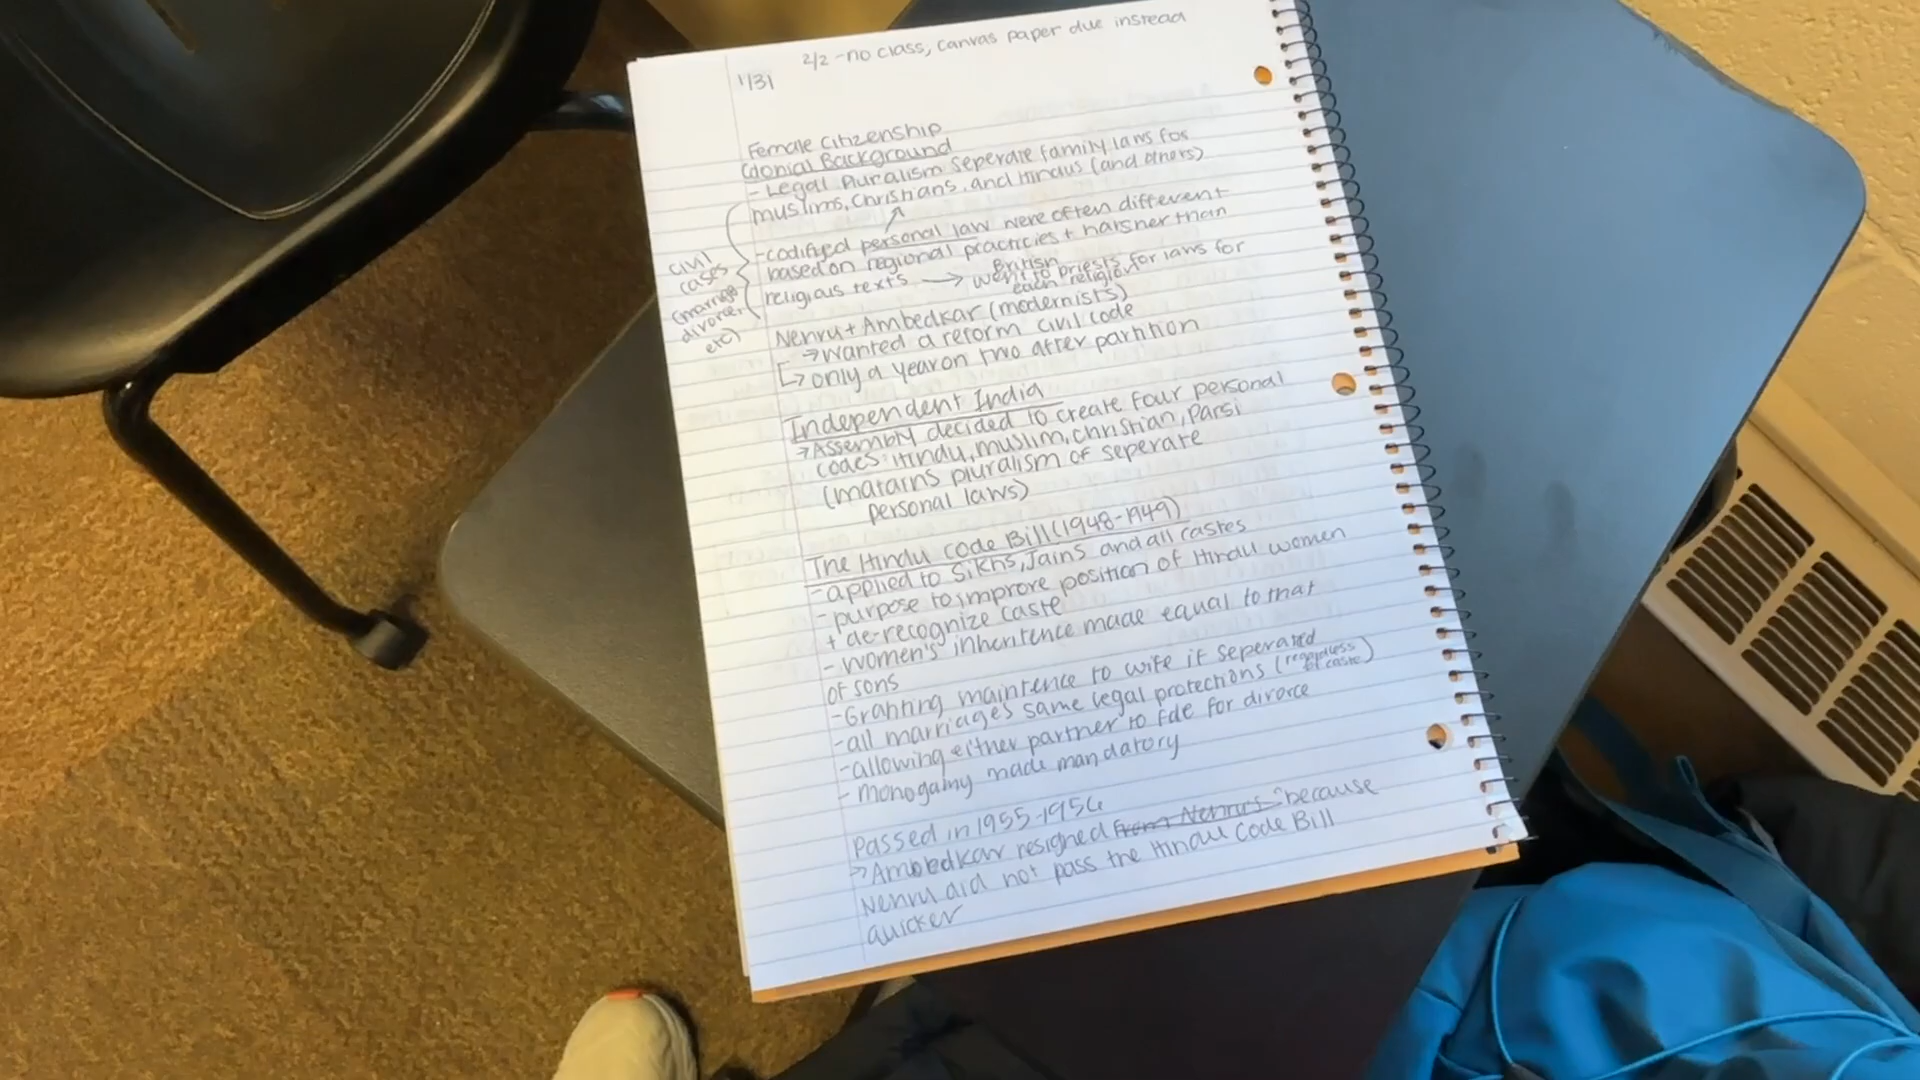 2/2 - no class, Canvas paper due instead
1/31
Female Citizenship
Colonial Background
- Legal Pluralism: seperate family laws for
muslims, Christians, and Hindus (and others)
- codified personal law were often different
based on regional practicies + harsher than
religious texts → British went to priests for laws for
each religion
civil
cases
(marriage
divorce,
etc)
Nehru + Ambedkar (modernists)
→ wanted a reform civil code
↳ only a year on two after partition
Independent India
→ Assembly decided to create four personal
codes: Hindu, muslim, christian, Parsi
(matains pluralism of seperate
personal laws)
The Hindu Code Bill (1948-1949)
- applied to Sikhs, Jains and all castes
- purpose to improve position of Hindu women
+ de-recognize caste
- women's inheritence made equal to that
of sons
- Granting maintence to wife if seperated
- all marriages same legal protections (regardless
of caste)
- allowing either partner to file for divorce
- monogamy made mandatory
Passed in 1955-1956
→ Ambedkar resigned from Nehru's because
Nehru did not pass the Hindu Code Bill
quicker